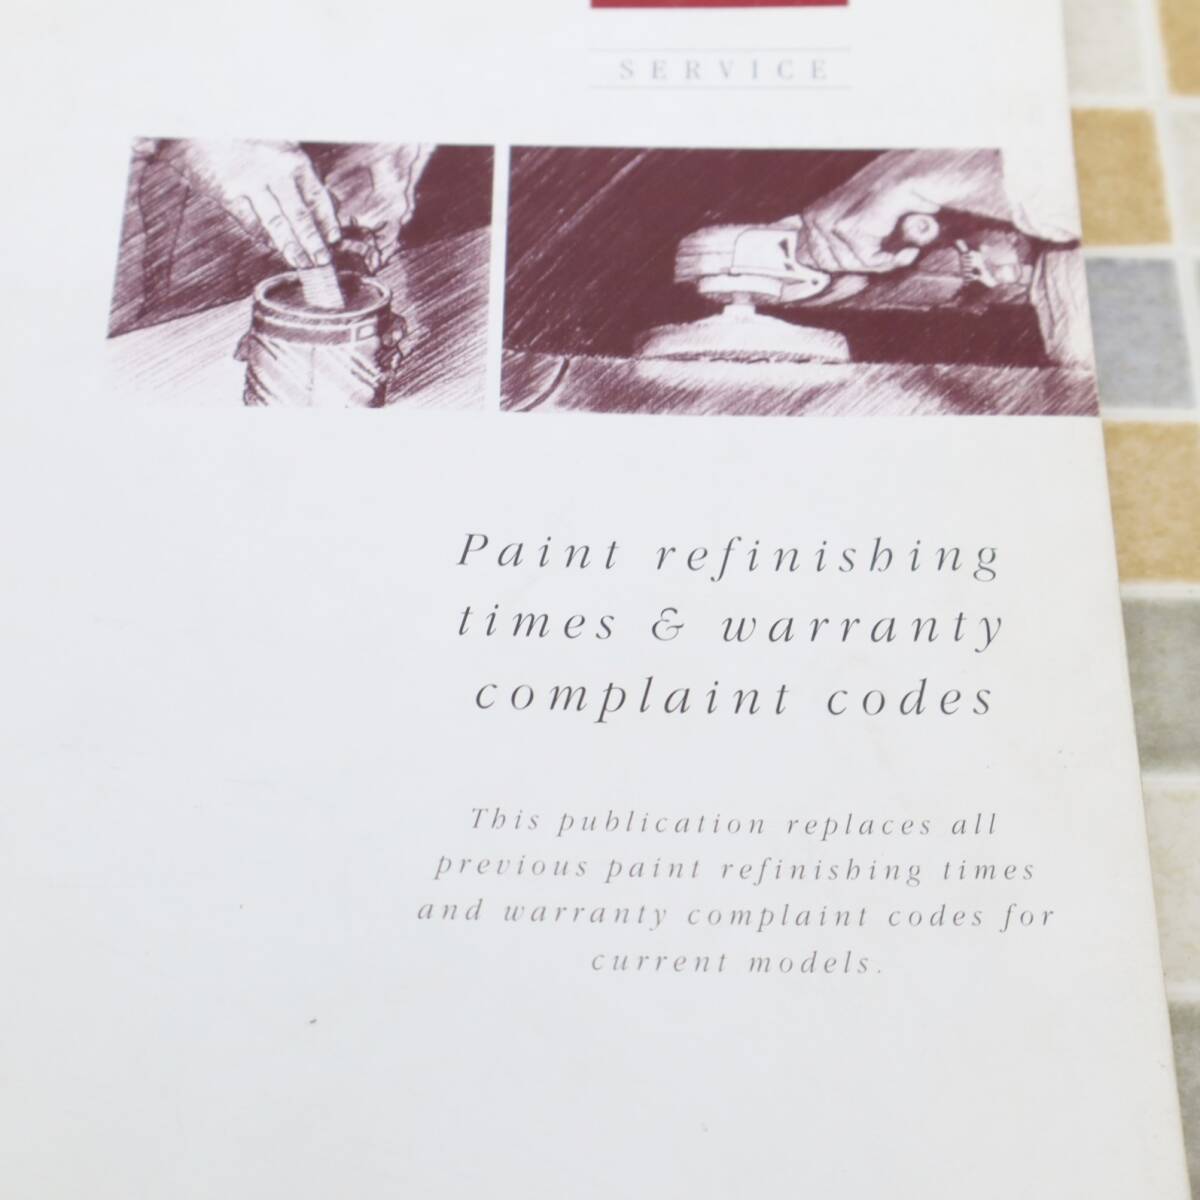 SERVICE
Paint refinishing
times & warranty
complaint codes
This publication replaces all
previous paint refinishing times
and warranty complaint codes for
current models.